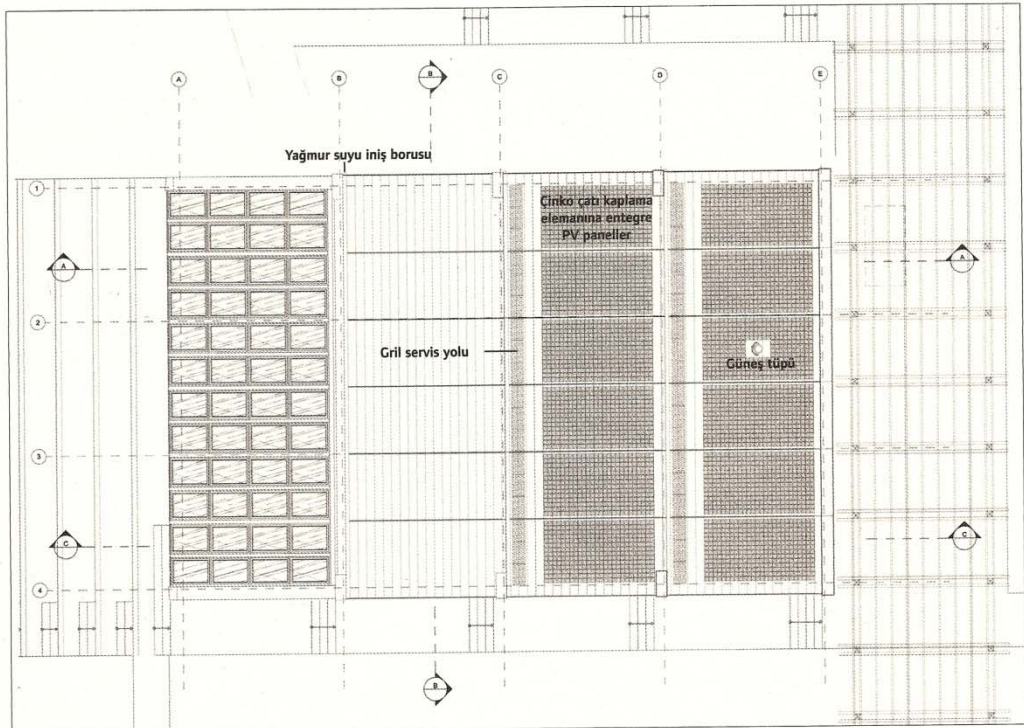 A
B
B
C
D
E
Yağmur suyu iniş borusu
1
Çinko çatı kaplama
elemanına entegre
PV paneller
A
A
2
Gril servis yolu
Güneş tüpü
3
C
C
4
B